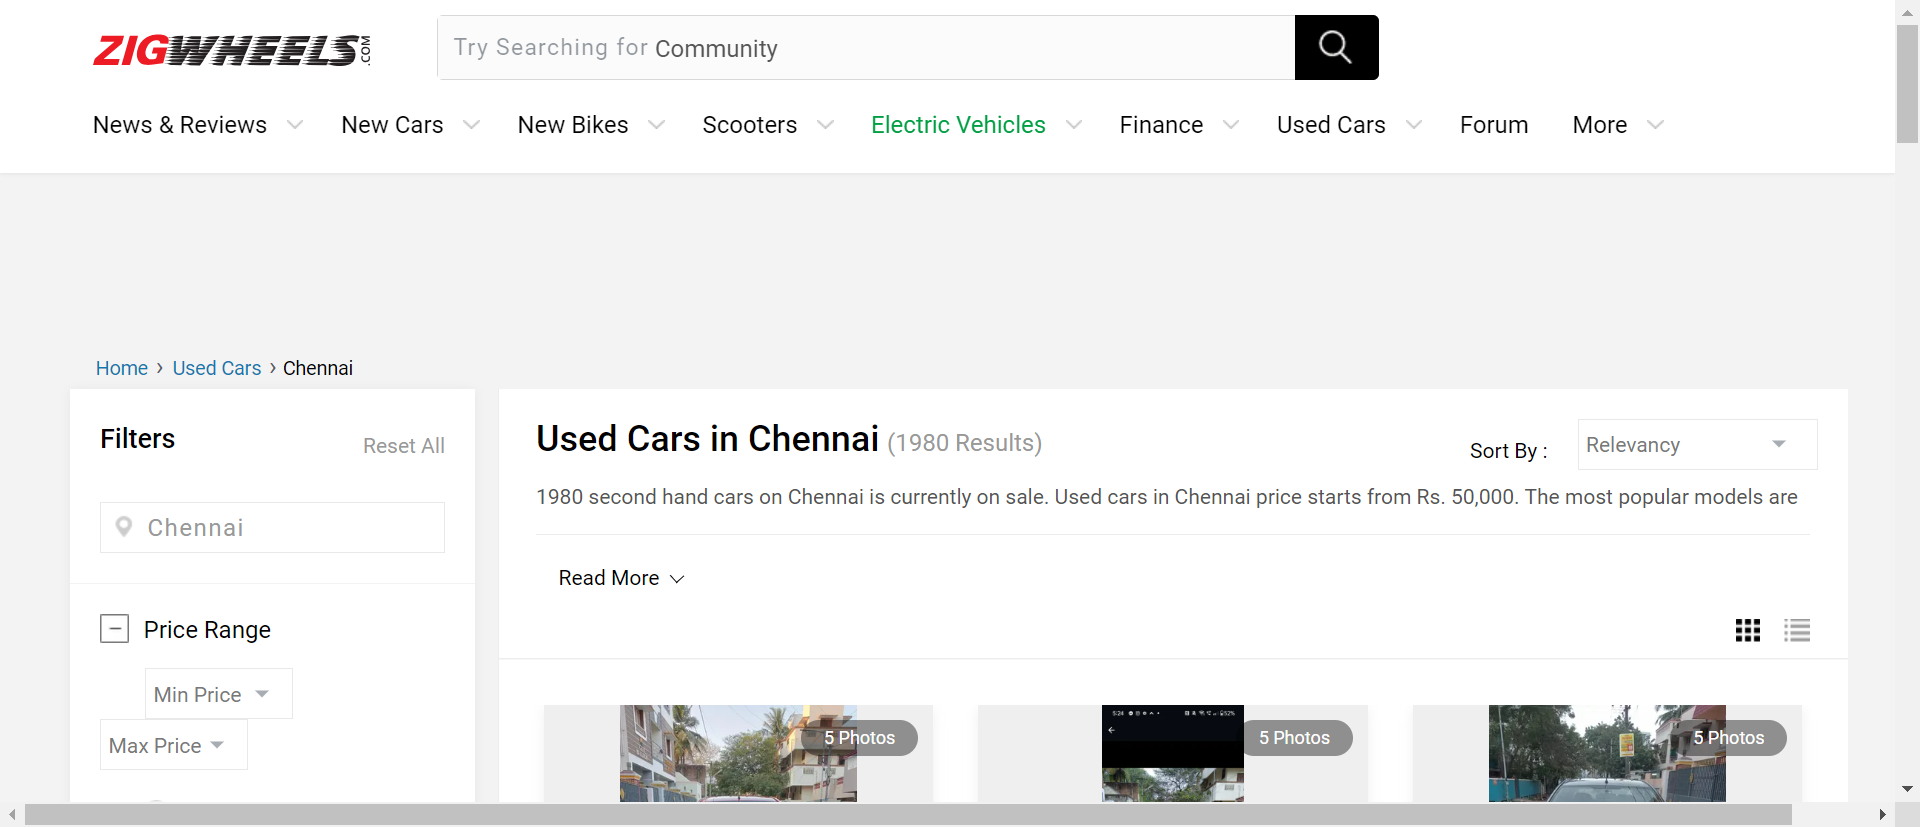 ZIGWHEELS.COM
Try Searching for Community
News & Reviews New Cars New Bikes Scooters Electric Vehicles Finance Used Cars Forum More
Home › Used Cars › Chennai
Filters
Reset All
Chennai
Price Range
Min Price
Max Price
Used Cars in Chennai (1980 Results)
Sort By :
Relevancy
1980 second hand cars on Chennai is currently on sale. Used cars in Chennai price starts from Rs. 50,000. The most popular models are
Read More
5 Photos
5:24
52%
5 Photos
5 Photos